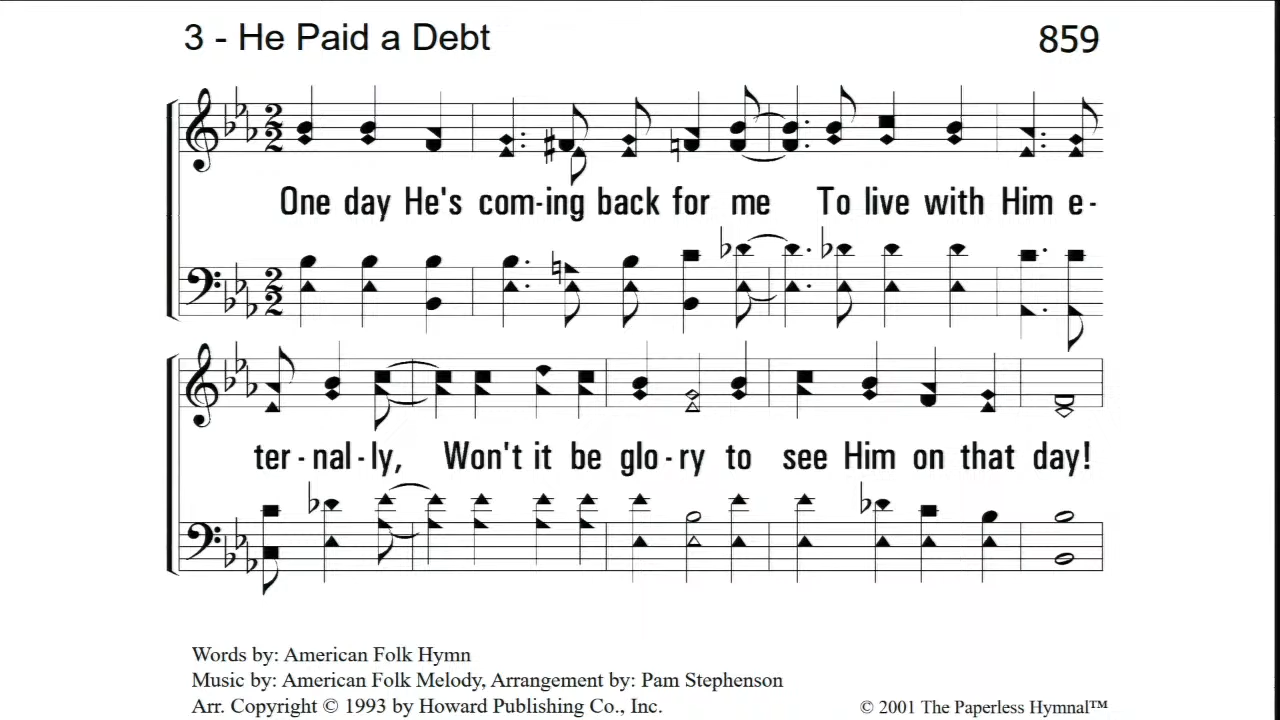 3 - He Paid a Debt 859
One day He's com-ing back for me To live with Him e-
ter - nal - ly, Won't it be glo - ry to see Him on that day!
Words by: American Folk Hymn
Music by: American Folk Melody, Arrangement by: Pam Stephenson
Arr. Copyright © 1993 by Howard Publishing Co., Inc. © 2001 The Paperless Hymnal™